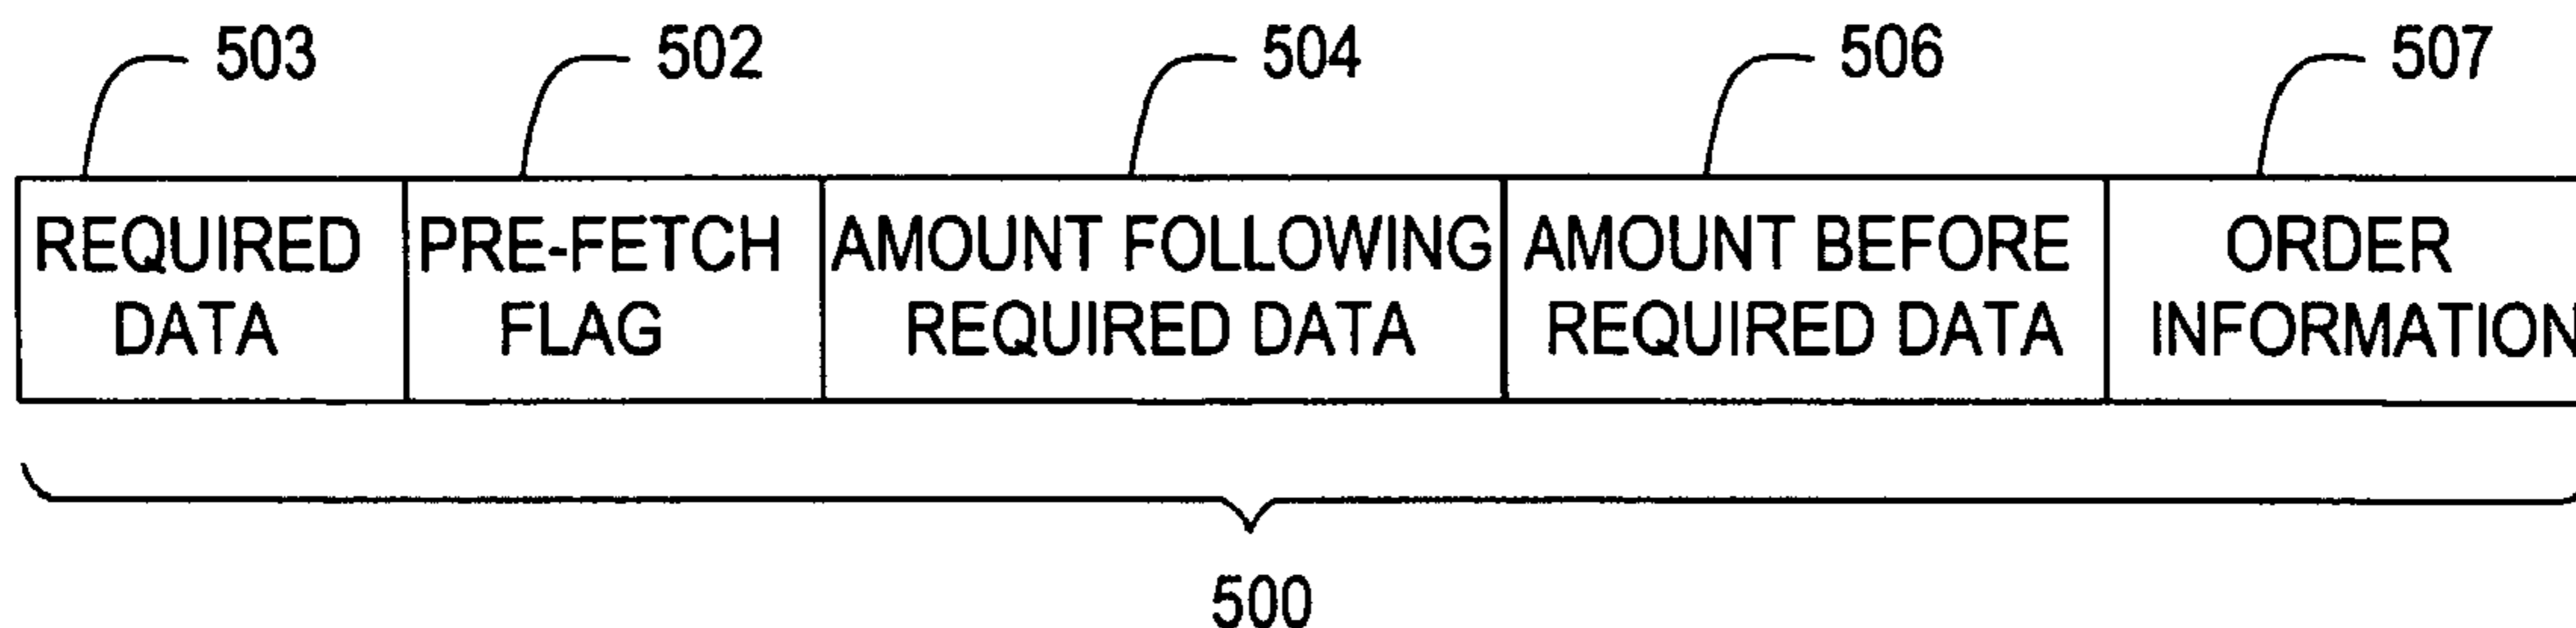 503 502 504 506 507
REQUIRED DATA
PRE-FETCH FLAG
AMOUNT FOLLOWING REQUIRED DATA
AMOUNT BEFORE REQUIRED DATA
ORDER INFORMATION
500